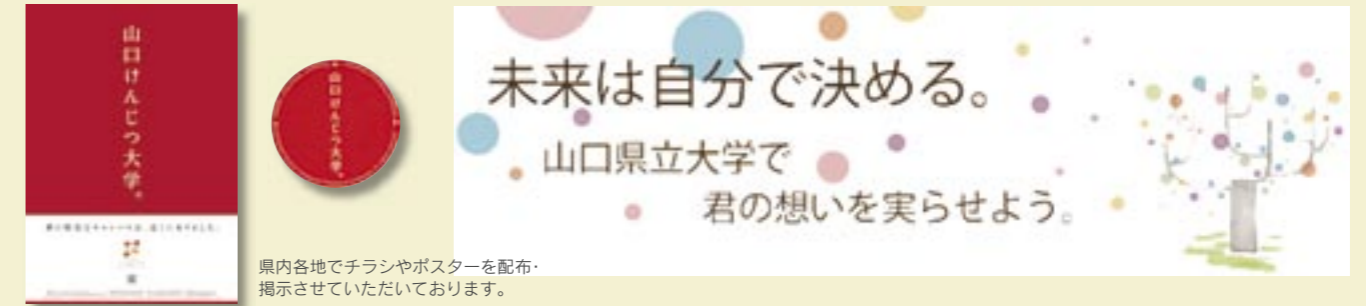 山口けんじつ大学。
山口けんじつ大学。
未来は自分で決める。
山口県立大学で
君の想いを実らせよう。
県内各地でチラシやポスターを配布・
掲示させていただいております。